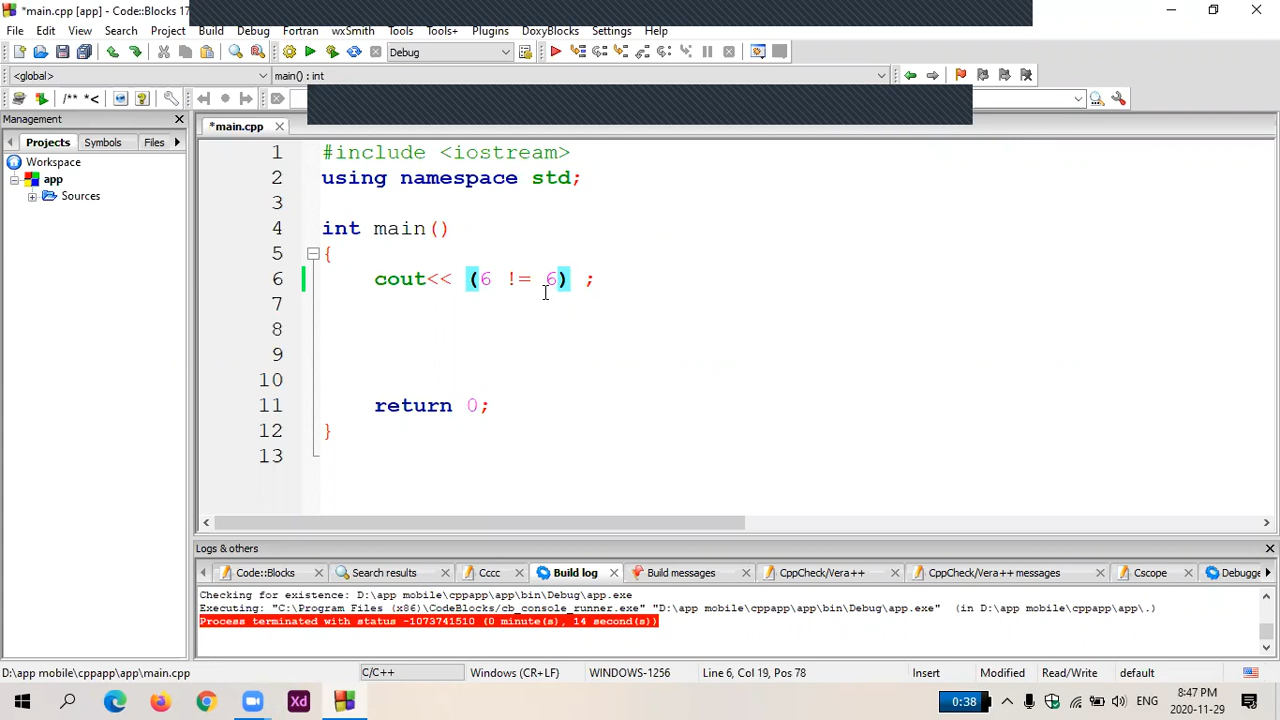 *main.cpp [app] - Code::Blocks 17
File Edit View Search Project Build Debug Fortran wxSmith Tools Tools+ Plugins DoxyBlocks Settings Help
Debug
<global> main() : int
/** *<
Management
Projects Symbols Files
*main.cpp
Workspace
app
Sources
1 #include <iostream>
2 using namespace std;
3
4 int main()
5 {
6 cout<< (6 != 6) ;
7
8
9
10
11 return 0;
12 }
13
Logs & others
Code::Blocks Search results Cccc Build log Build messages CppCheck/Vera++ CppCheck/Vera++ messages Cscope Debugge
Checking for existence: D:\app mobile\cppapp\app\bin\Debug\app.exe
Executing: "C:\Program Files (x86)\CodeBlocks/cb_console_runner.exe" "D:\app mobile\cppapp\app\bin\Debug\app.exe" (in D:\app mobile\cppapp\app\.)
Process terminated with status -1073741510 (0 minute(s), 14 second(s))
D:\app mobile\cppapp\app\main.cpp C/C++ Windows (CR+LF) WINDOWS-1256 Line 6, Col 19, Pos 78 Insert Modified Read/Write default
Xd 0:38 ENG 8:47 PM
2020-11-29